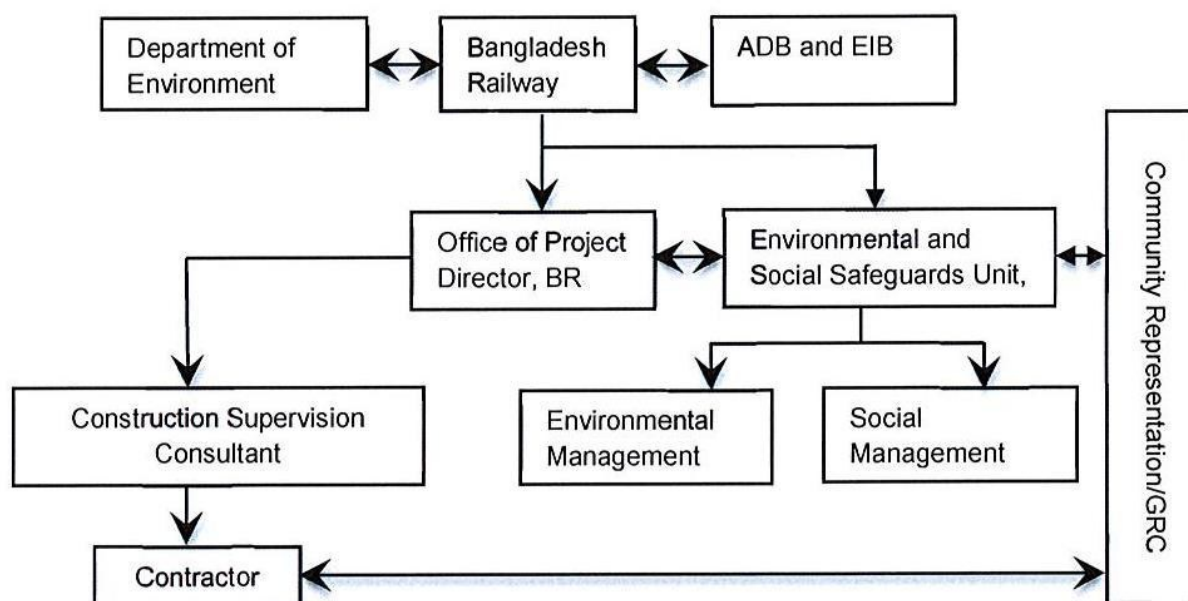 Department of
Environment
Bangladesh
Railway
ADB and EIB
Office of Project
Director, BR
Environmental and
Social Safeguards Unit,
Community Representation/GRC
Construction Supervision
Consultant
Environmental
Management
Social
Management
Contractor